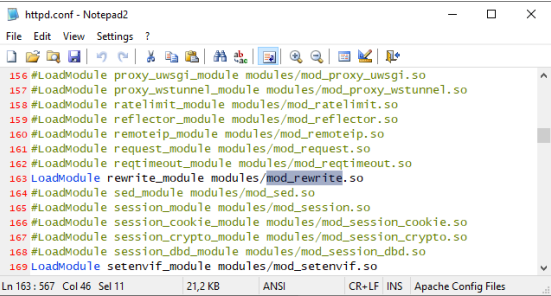 httpd.conf - Notepad2
File Edit View Settings ?
156 #LoadModule proxy_uwsgi_module modules/mod_proxy_uwsgi.so
157 #LoadModule proxy_wstunnel_module modules/mod_proxy_wstunnel.so
158 #LoadModule ratelimit_module modules/mod_ratelimit.so
159 #LoadModule reflector_module modules/mod_reflector.so
160 #LoadModule remoteip_module modules/mod_remoteip.so
161 #LoadModule request_module modules/mod_request.so
162 #LoadModule reqtimeout_module modules/mod_reqtimeout.so
163 LoadModule rewrite_module modules/mod_rewrite.so
164 #LoadModule sed_module modules/mod_sed.so
165 #LoadModule session_module modules/mod_session.so
166 #LoadModule session_cookie_module modules/mod_session_cookie.so
167 #LoadModule session_crypto_module modules/mod_session_crypto.so
168 #LoadModule session_dbd_module modules/mod_session_dbd.so
169 LoadModule setenvif_module modules/mod_setenvif.so
Ln 163 : 567 Col 46 Sel 11 21,2 KB ANSI CR+LF INS Apache Config Files